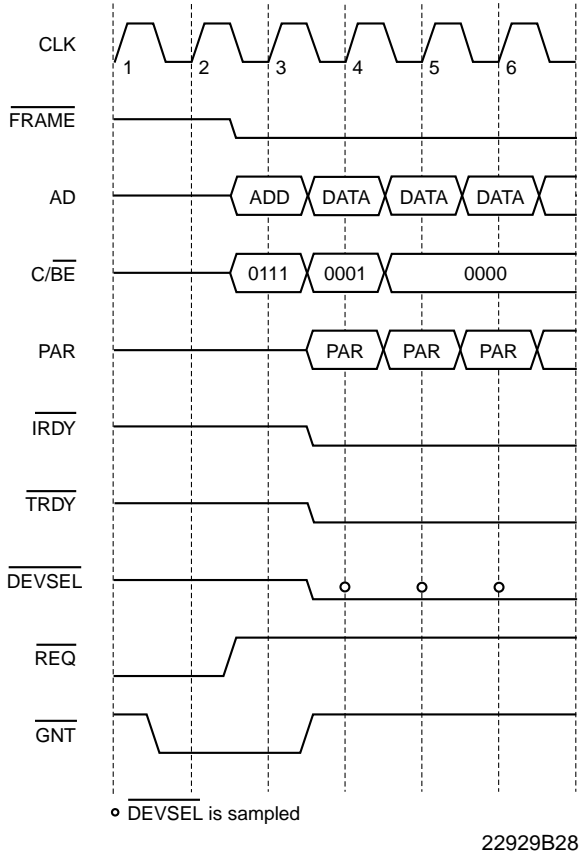 CLK
1 2 3 4 5 6
FRAME
AD
ADD DATA DATA DATA
C/BE
0111 0001 0000
PAR
PAR PAR PAR
IRDY
TRDY
DEVSEL
REQ
GNT
DEVSEL is sampled
22929B28